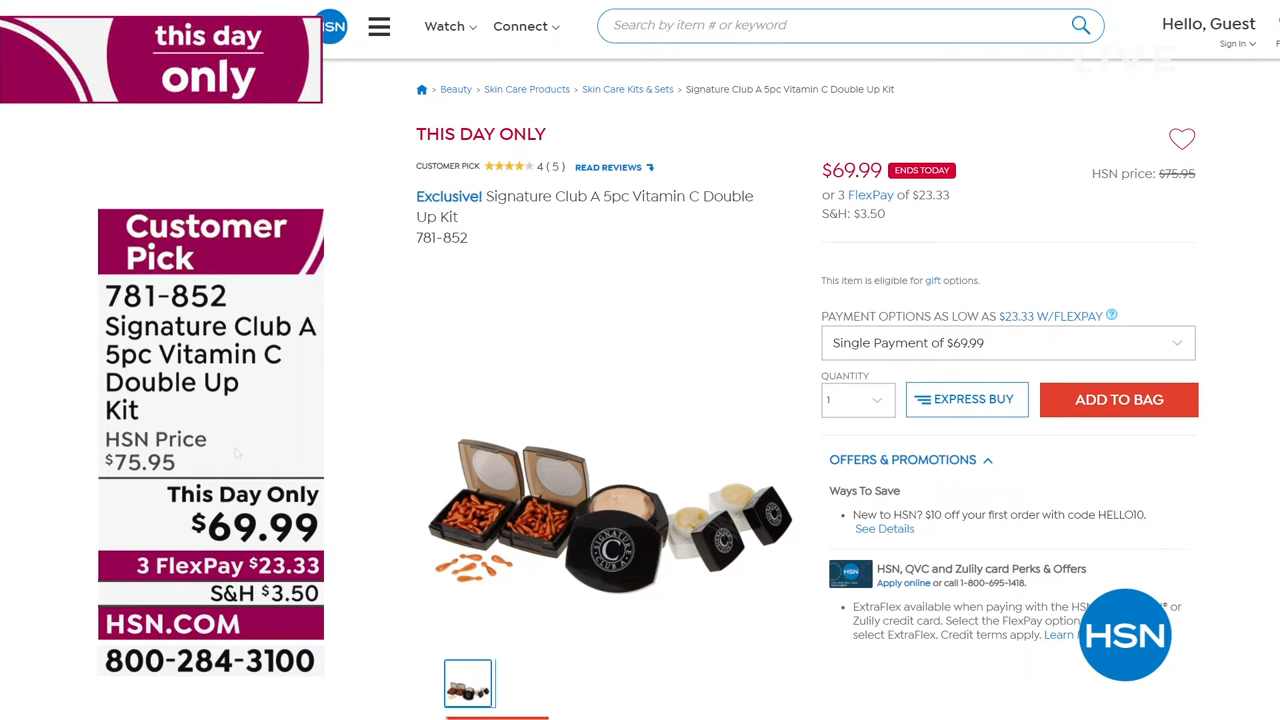 this day
only
HSN
Watch
Connect
Search by item # or keyword
Hello, Guest
Sign In
LIVE
Beauty > Skin Care Products > Skin Care Kits & Sets > Signature Club A 5pc Vitamin C Double Up Kit
THIS DAY ONLY
CUSTOMER PICK 4 ( 5 ) READ REVIEWS
Exclusive! Signature Club A 5pc Vitamin C Double
Up Kit
781-852
$69.99 ENDS TODAY
HSN price: $75.95
or 3 FlexPay of $23.33
S&H: $3.50
This item is eligible for gift options.
PAYMENT OPTIONS AS LOW AS $23.33 W/FLEXPAY ?
Single Payment of $69.99
QUANTITY
1
EXPRESS BUY
ADD TO BAG
OFFERS & PROMOTIONS
Ways To Save
• New to HSN? $10 off your first order with code HELLO10.
See Details
HSN
HSN, QVC and Zulily card Perks & Offers
Apply online or call 1-800-695-1418.
• ExtraFlex available when paying with the HS ® or
Zulily credit card. Select the FlexPay option
select ExtraFlex. Credit terms apply. Learn
HSN
Customer
Pick
781-852
Signature Club A
5pc Vitamin C
Double Up
Kit
HSN Price
$75.95
This Day Only
$69.99
3 FlexPay $23.33
S&H $3.50
HSN.COM
800-284-3100
SIGNATURE
C
CLUB A